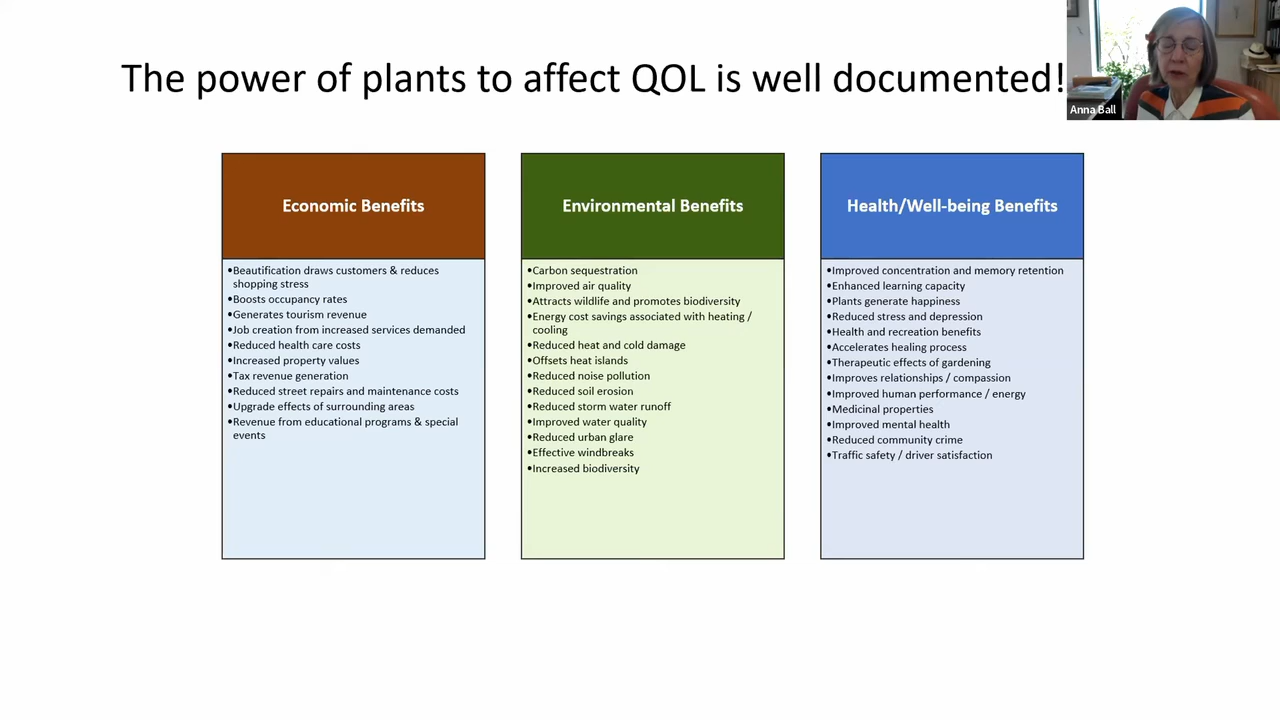 The power of plants to affect QOL is well documented!
Anna Ball
Economic Benefits
•Beautification draws customers & reduces
shopping stress
•Boosts occupancy rates
•Generates tourism revenue
•Job creation from increased services demanded
•Reduced health care costs
•Increased property values
•Tax revenue generation
•Reduced street repairs and maintenance costs
•Upgrade effects of surrounding areas
•Revenue from educational programs & special
events
Environmental Benefits
•Carbon sequestration
•Improved air quality
•Attracts wildlife and promotes biodiversity
•Energy cost savings associated with heating /
cooling
•Reduced heat and cold damage
•Offsets heat islands
•Reduced noise pollution
•Reduced soil erosion
•Reduced storm water runoff
•Improved water quality
•Reduced urban glare
•Effective windbreaks
•Increased biodiversity
Health/Well-being Benefits
•Improved concentration and memory retention
•Enhanced learning capacity
•Plants generate happiness
•Reduced stress and depression
•Health and recreation benefits
•Accelerates healing process
•Therapeutic effects of gardening
•Improves relationships / compassion
•Improved human performance / energy
•Medicinal properties
•Improved mental health
•Reduced community crime
•Traffic safety / driver satisfaction